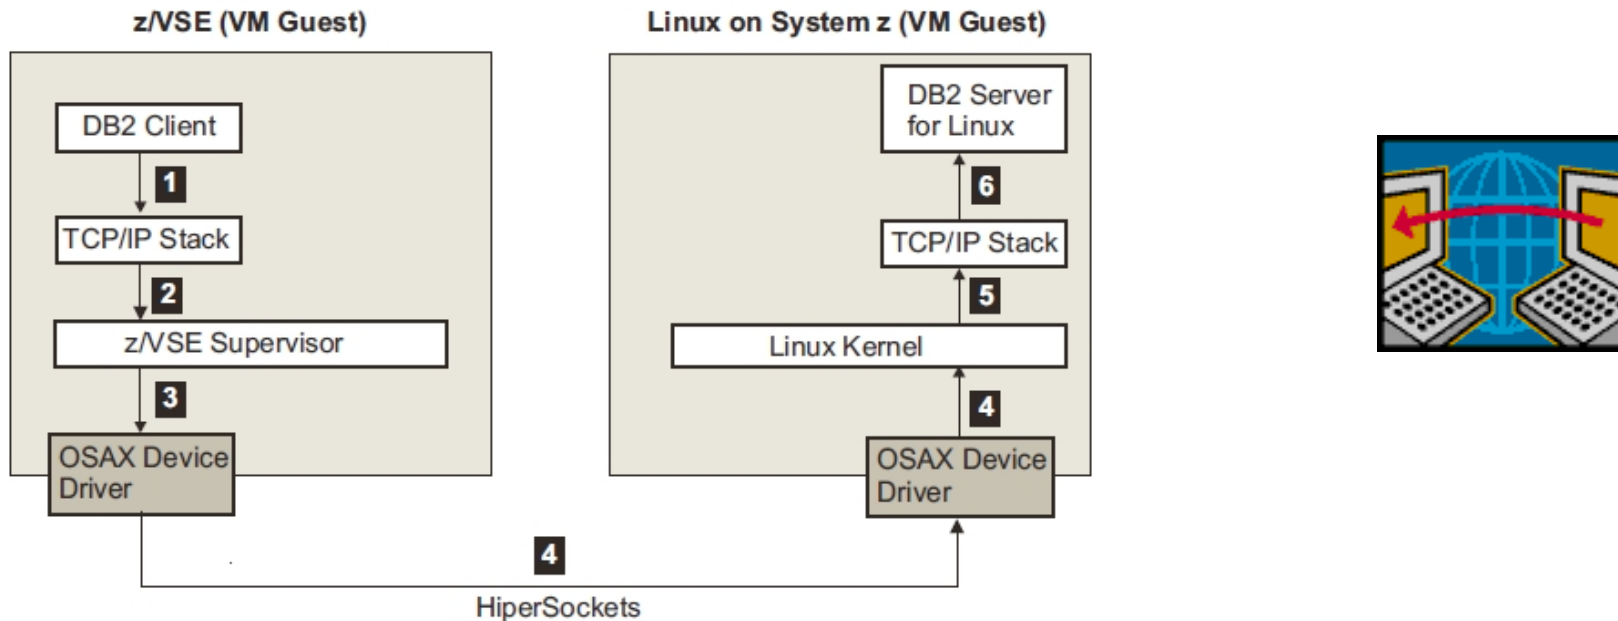 z/VSE (VM Guest)
DB2 Client
1
TCP/IP Stack
2
z/VSE Supervisor
3
OSAX Device
Driver
Linux on System z (VM Guest)
DB2 Server
for Linux
6
TCP/IP Stack
5
Linux Kernel
4
OSAX Device
Driver
4
HiperSockets